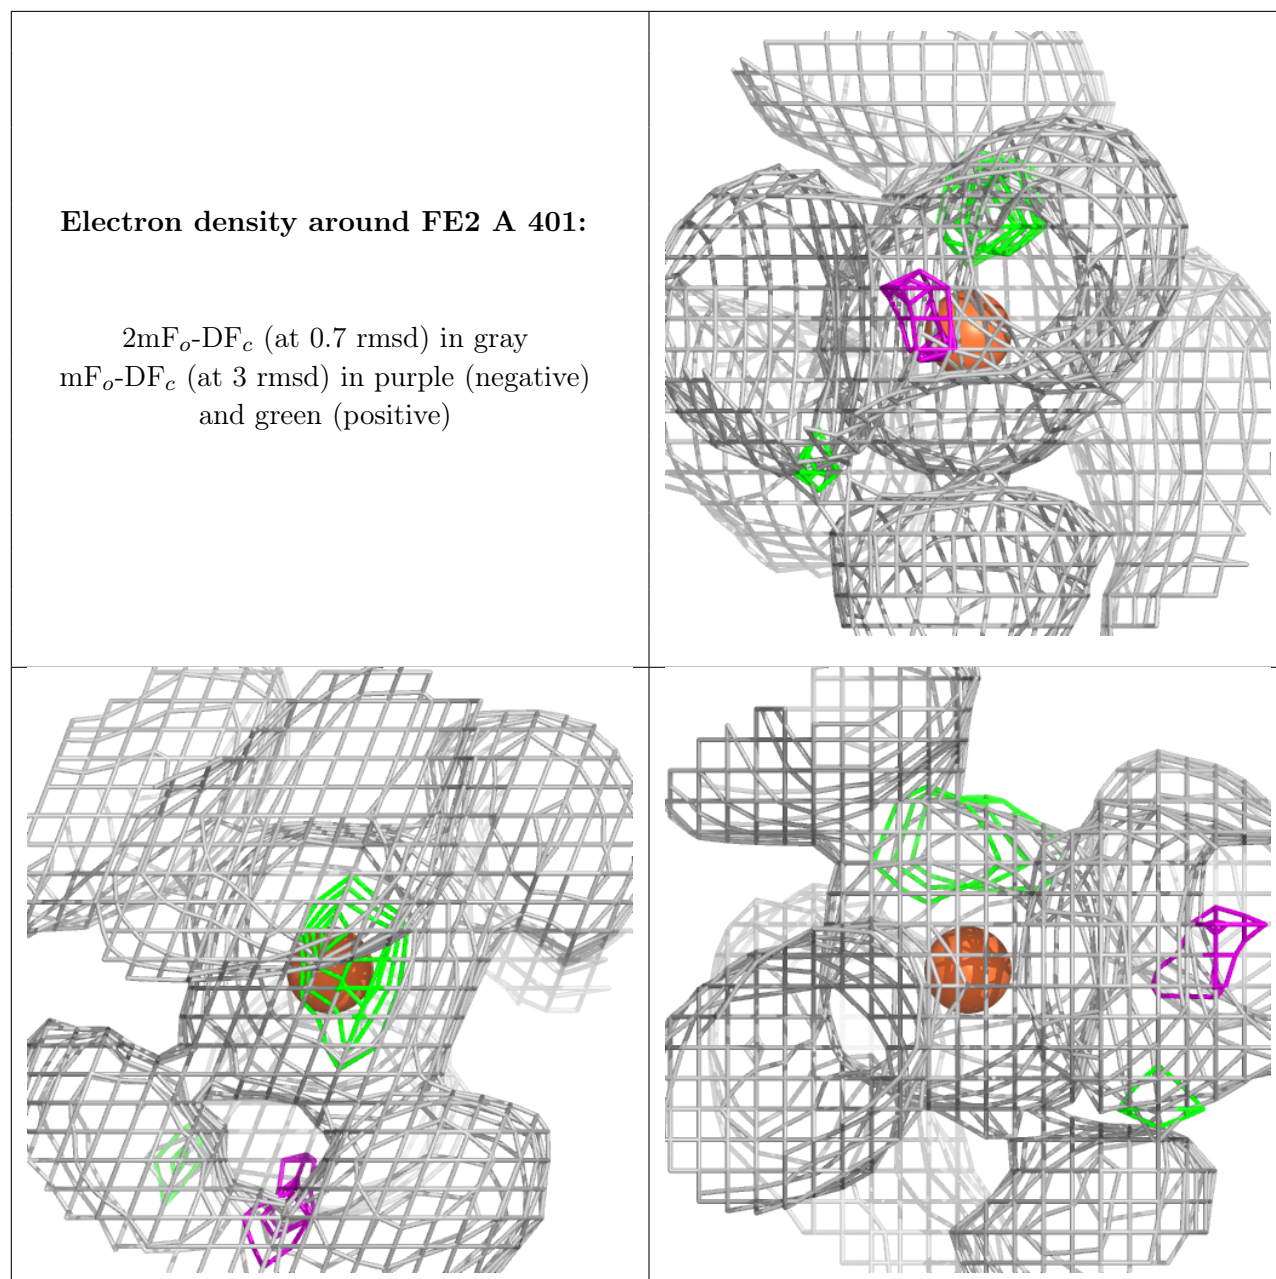 Electron density around FE2 A 401:
2mFo-DFc (at 0.7 rmsd) in gray
mFo-DFc (at 3 rmsd) in purple (negative)
and green (positive)